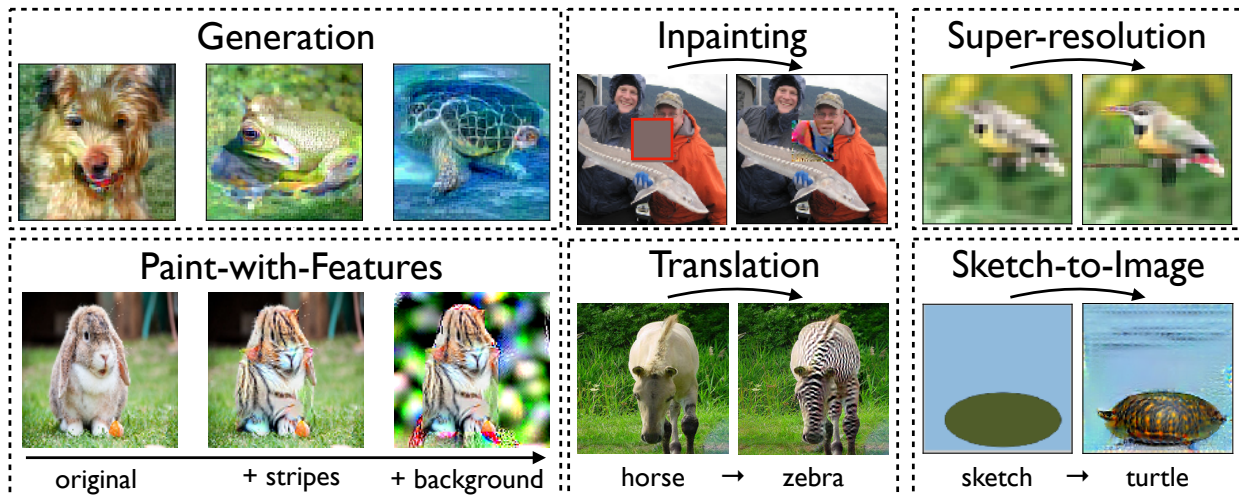 Generation
Inpainting
Super-resolution
Paint-with-Features
original
+ stripes
+ background
Translation
horse → zebra
Sketch-to-Image
sketch → turtle